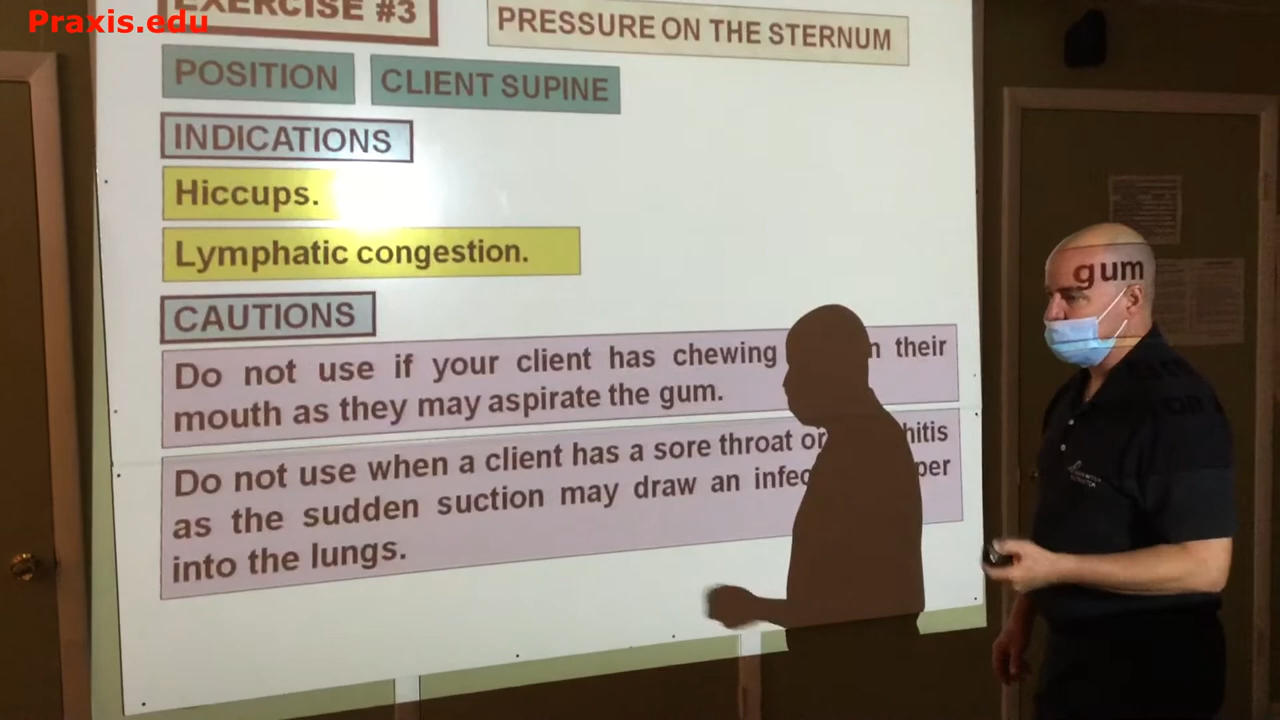 Praxis.edu
EXERCISE #3
PRESSURE ON THE STERNUM
POSITION CLIENT SUPINE
INDICATIONS
Hiccups.
Lymphatic congestion.
CAUTIONS
Do not use if your client has chewing gum their
mouth as they may aspirate the gum.
Do not use when a client has a sore throat or
as the sudden suction may draw an
into the lungs.